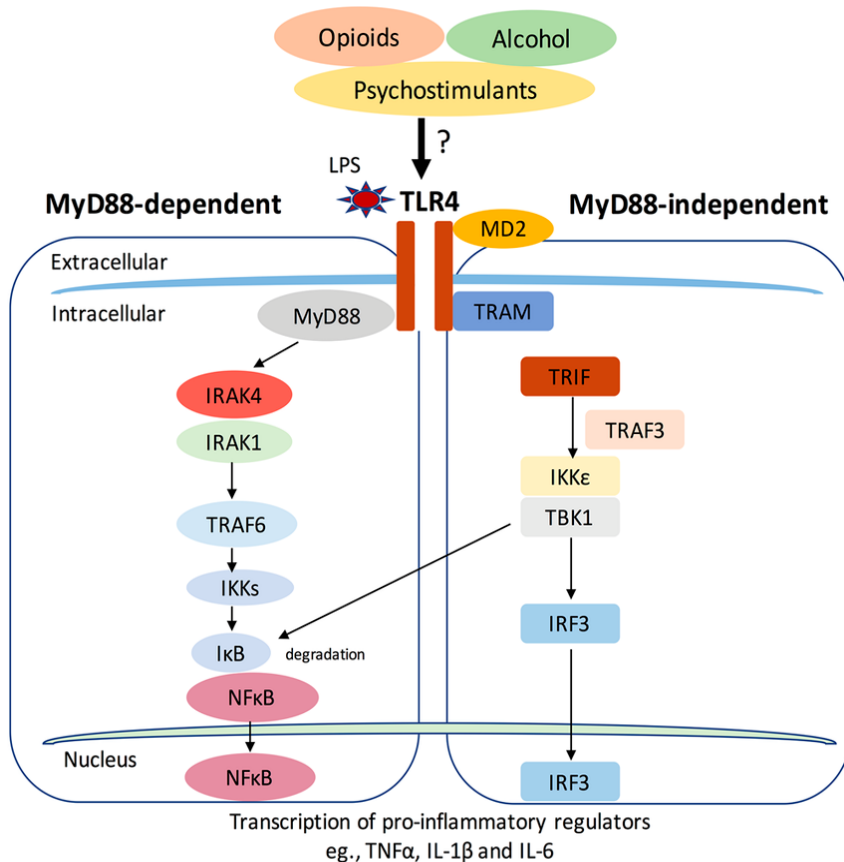 Opioids
Alcohol
Psychostimulants
?
LPS
TLR4
MyD88-dependent
MyD88-independent
MD2
Extracellular
Intracellular
MyD88
TRAM
IRAK4
IRAK1
TRAF6
IKKs
IκB
degradation
NFκB
TRIF
TRAF3
IKKε
TBK1
IRF3
Nucleus
NFκB
IRF3
Transcription of pro-inflammatory regulators
eg., TNFα, IL-1β and IL-6